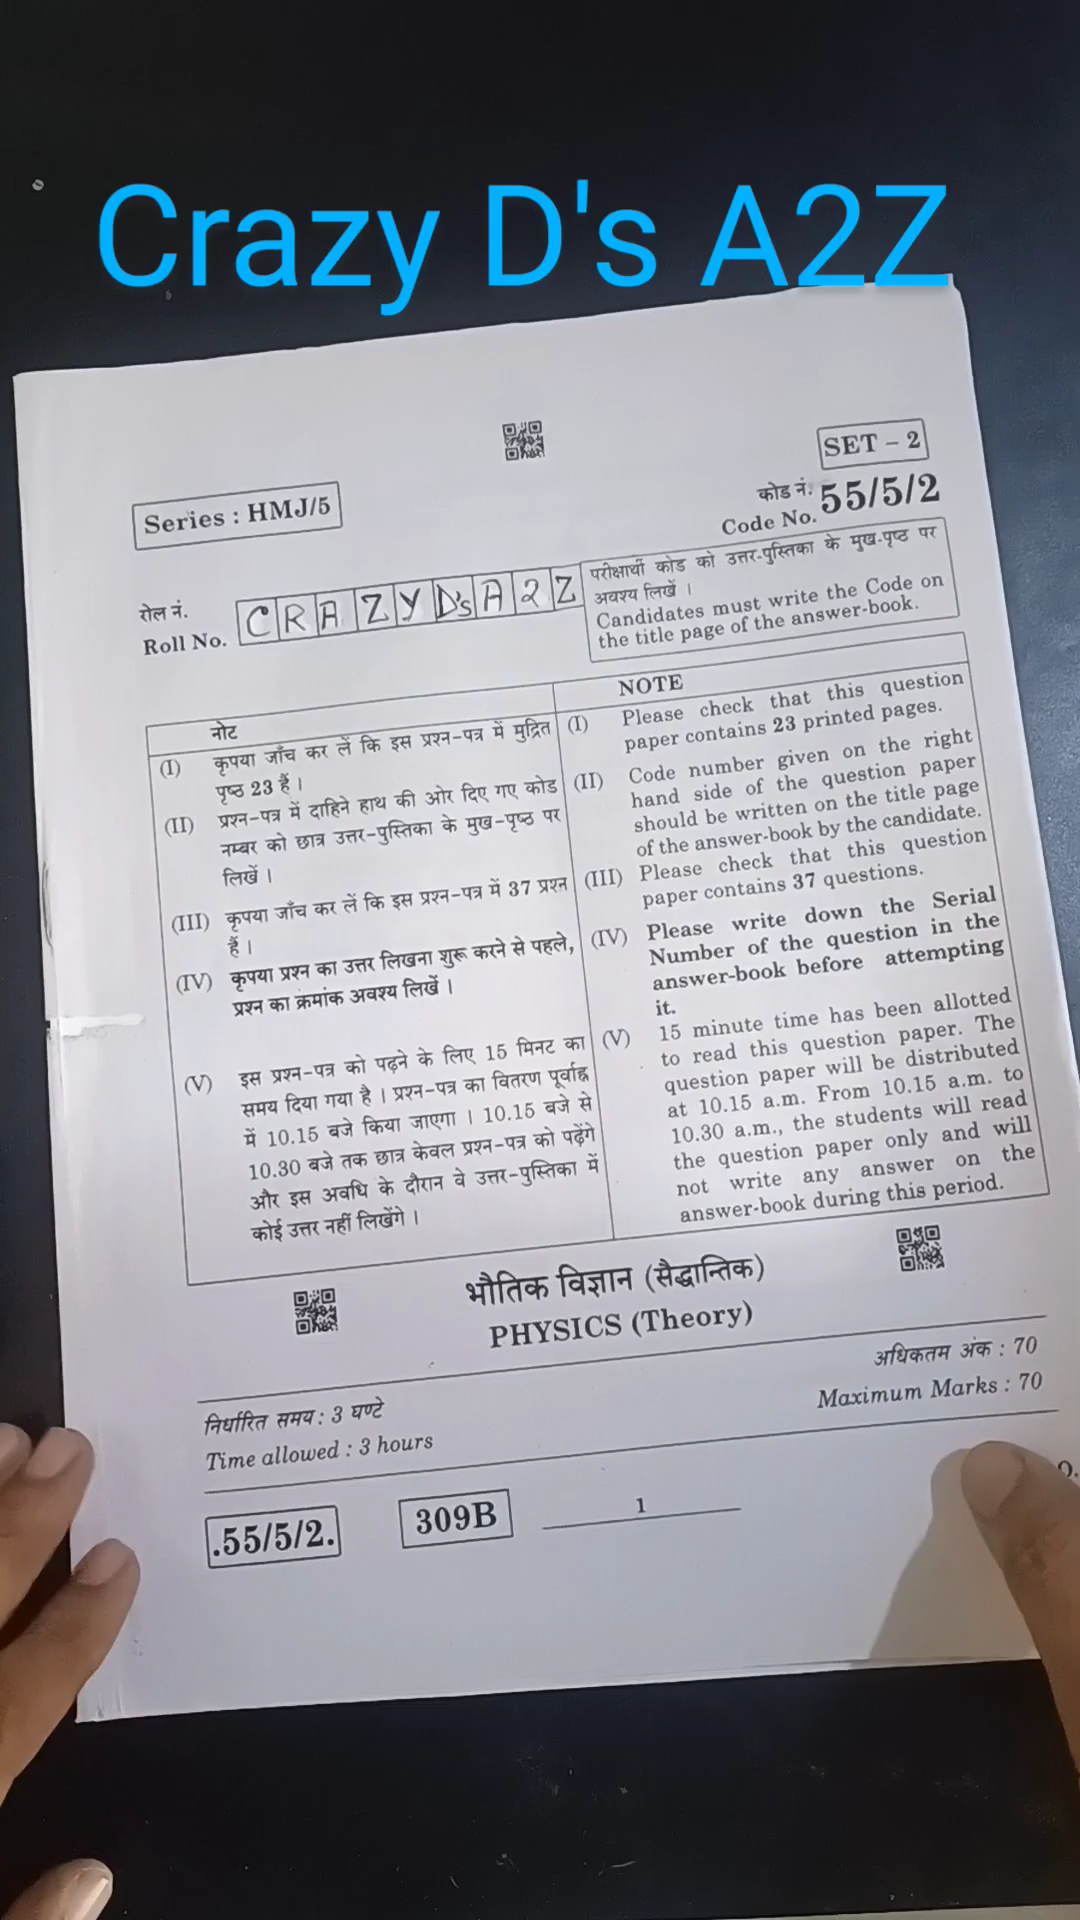 Crazy D's A2Z
SET – 2
Series : HMJ/5
कोड नं. 55/5/2
Code No.
रोल नं.
Roll No.
C R A Z Y D's A 2 Z
परीक्षार्थी कोड को उत्तर-पुस्तिका के मुख-पृष्ठ पर
अवश्य लिखें ।
Candidates must write the Code on
the title page of the answer-book.
नोट
(I) कृपया जाँच कर लें कि इस प्रश्न-पत्र में मुद्रित
पृष्ठ 23 हैं ।
(II) प्रश्न-पत्र में दाहिने हाथ की ओर दिए गए कोड
नम्बर को छात्र उत्तर-पुस्तिका के मुख-पृष्ठ पर
लिखें ।
(III) कृपया जाँच कर लें कि इस प्रश्न-पत्र में 37 प्रश्न
हैं ।
(IV) कृपया प्रश्न का उत्तर लिखना शुरू करने से पहले,
प्रश्न का क्रमांक अवश्य लिखें ।
(V) इस प्रश्न-पत्र को पढ़ने के लिए 15 मिनट का
समय दिया गया है । प्रश्न-पत्र का वितरण पूर्वाह्न
में 10.15 बजे किया जाएगा । 10.15 बजे से
10.30 बजे तक छात्र केवल प्रश्न-पत्र को पढ़ेंगे
और इस अवधि के दौरान वे उत्तर-पुस्तिका में
कोई उत्तर नहीं लिखेंगे ।
NOTE
(I) Please check that this question
paper contains 23 printed pages.
(II) Code number given on the right
hand side of the question paper
should be written on the title page
of the answer-book by the candidate.
(III) Please check that this question
paper contains 37 questions.
(IV) Please write down the Serial
Number of the question in the
answer-book before attempting
it.
(V) 15 minute time has been allotted
to read this question paper. The
question paper will be distributed
at 10.15 a.m. From 10.15 a.m. to
10.30 a.m., the students will read
the question paper only and will
not write any answer on the
answer-book during this period.
भौतिक विज्ञान (सैद्धान्तिक)
PHYSICS (Theory)
निर्धारित समय : 3 घण्टे
अधिकतम अंक : 70
Time allowed : 3 hours
Maximum Marks : 70
.55/5/2.
309B
1